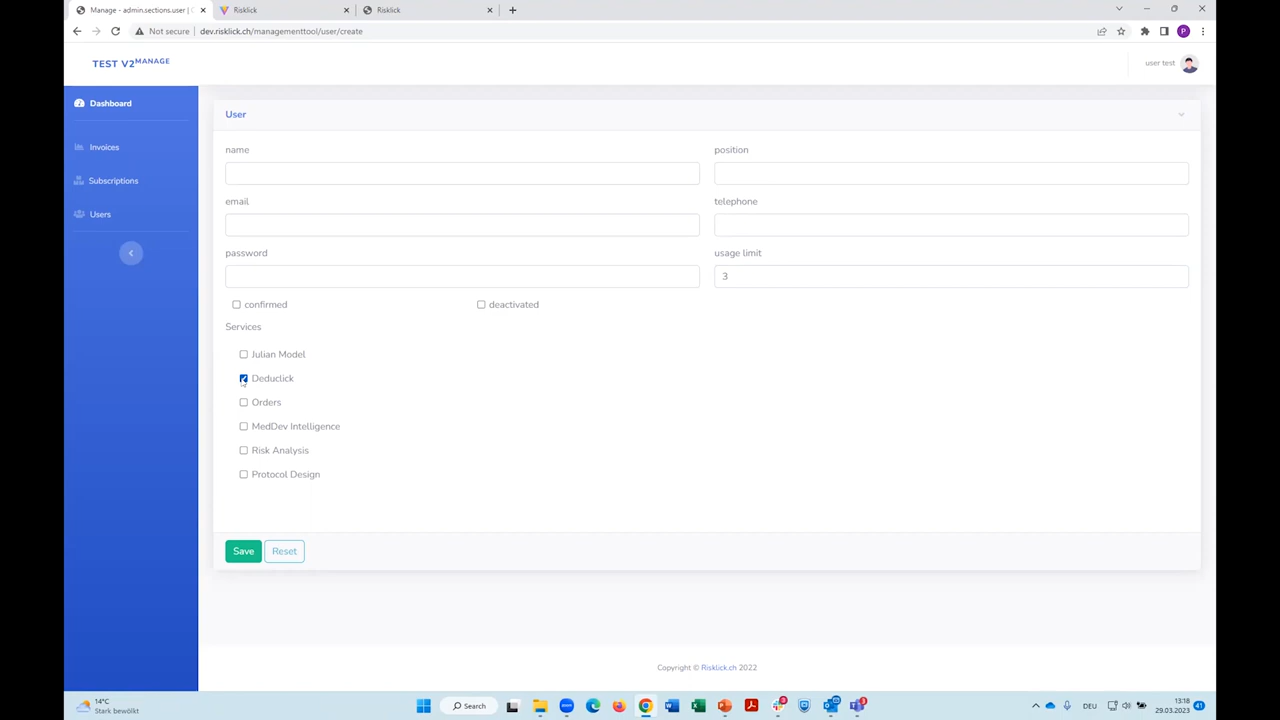 Manage - admin.sections.user | 
Risklick
Risklick
Not secure
dev.risklick.ch/managementtool/user/create
P
TEST V2MANAGE
user test
Dashboard
Invoices
Subscriptions
Users
User
name
position
email
telephone
password
usage limit
3
confirmed
deactivated
Services
Julian Model
Deduclick
Orders
MedDev Intelligence
Risk Analysis
Protocol Design
Save
Reset
Copyright © Risklick.ch 2022
14°C
Stark bewölkt
Search
DEU
13:18
29.03.2023
41